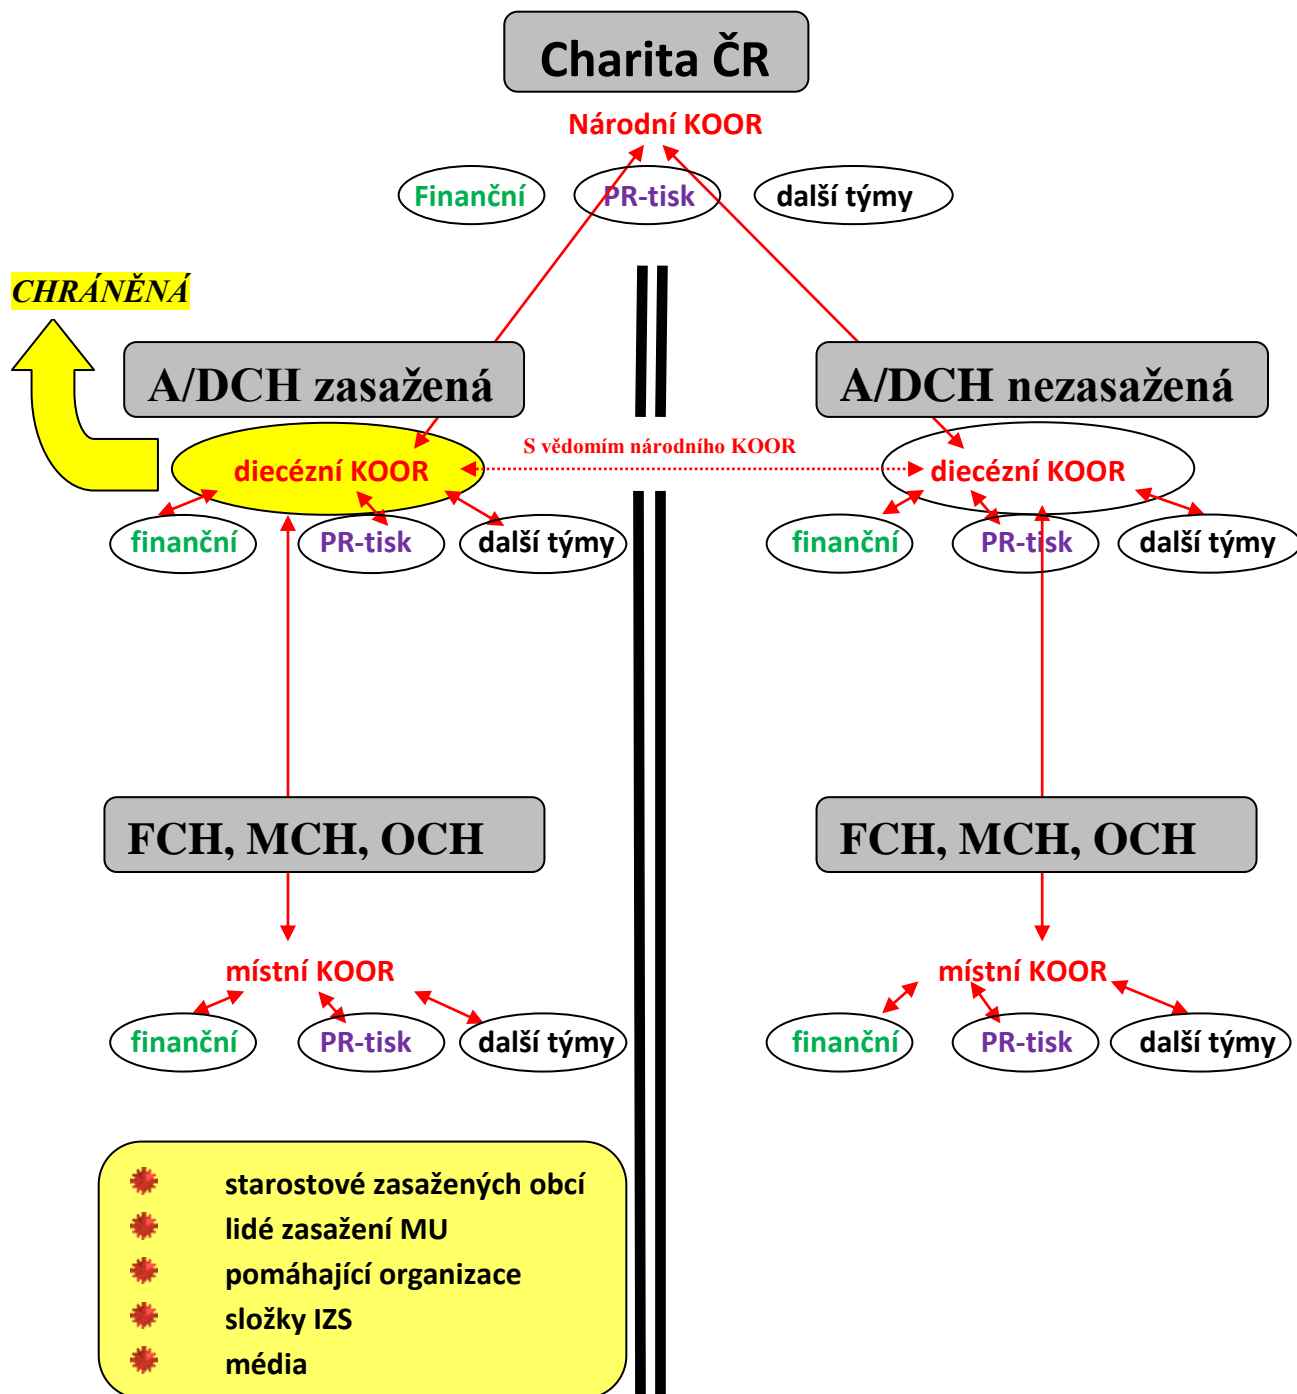 Charita ČR
Národní KOOR
Finanční PR-tisk další týmy
CHRÁNĚNÁ
A/DCH zasažená A/DCH nezasažená
S vědomím národního KOOR
diecézní KOOR diecézní KOOR
finanční PR-tisk další týmy finanční PR-tisk další týmy
FCH, MCH, OCH FCH, MCH, OCH
místní KOOR místní KOOR
finanční PR-tisk další týmy finanční PR-tisk další týmy
starostové zasažených obcí
lidé zasažení MU
pomáhající organizace
složky IZS
média